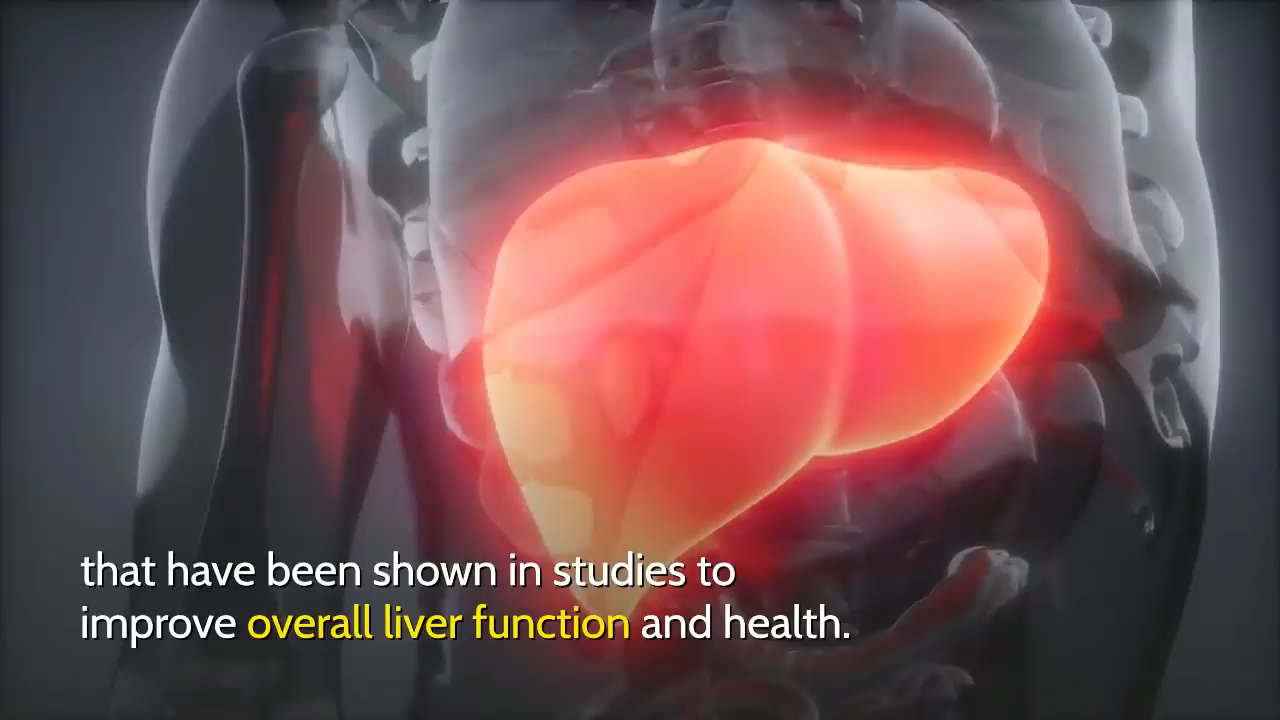 that have been shown in studies to
improve overall liver function and health.